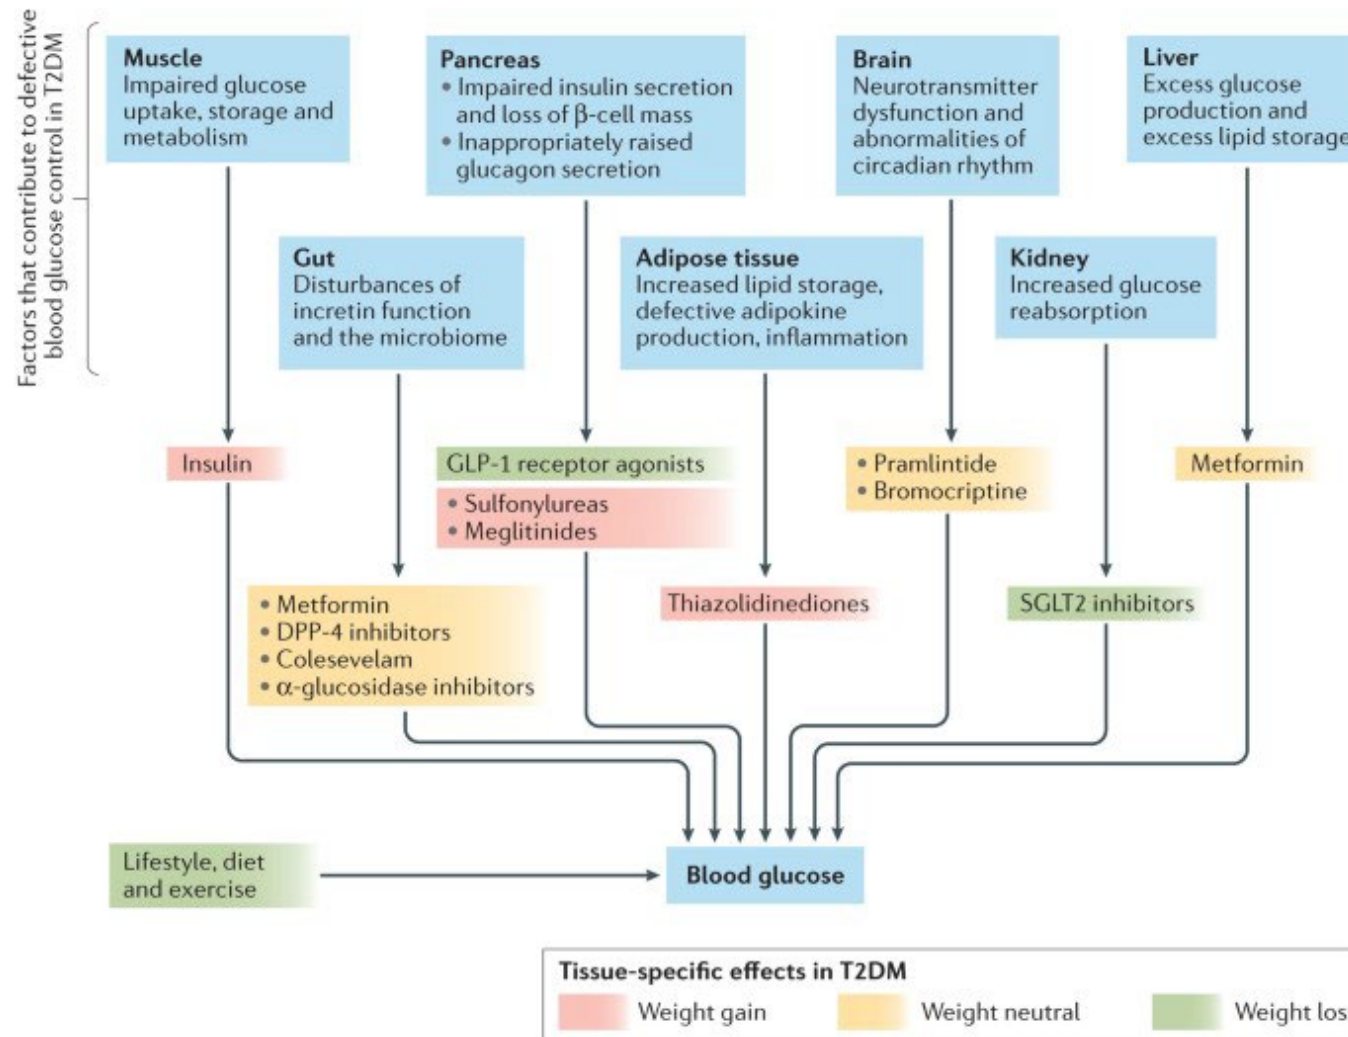 Factors that contribute to defective
blood glucose control in T2DM
Muscle
Impaired glucose
uptake, storage and
metabolism
Pancreas
• Impaired insulin secretion
and loss of β-cell mass
• Inappropriately raised
glucagon secretion
Brain
Neurotransmitter
dysfunction and
abnormalities of
circadian rhythm
Liver
Excess glucose
production and
excess lipid storage
Gut
Disturbances of
incretin function
and the microbiome
Adipose tissue
Increased lipid storage,
defective adipokine
production, inflammation
Kidney
Increased glucose
reabsorption
Insulin
GLP-1 receptor agonists
• Sulfonylureas
• Meglitinides
• Pramlintide
• Bromocriptine
Metformin
• Metformin
• DPP-4 inhibitors
• Colesevelam
• α-glucosidase inhibitors
Thiazolidinediones
SGLT2 inhibitors
Lifestyle, diet
and exercise
Blood glucose
Tissue-specific effects in T2DM
Weight gain
Weight neutral
Weight los